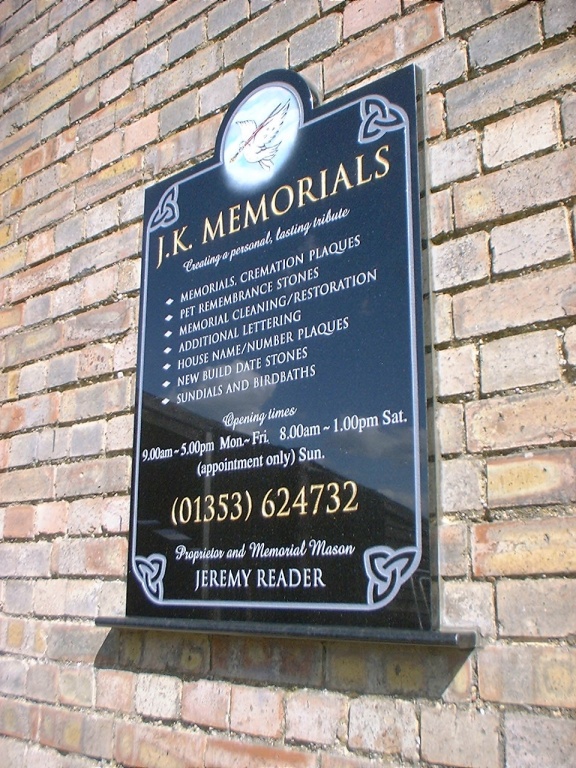 J.K. MEMORIALS
Creating a personal, lasting tribute
MEMORIALS, CREMATION PLAQUES
PET REMEMBRANCE STONES
MEMORIAL CLEANING/RESTORATION
ADDITIONAL LETTERING
HOUSE NAME/NUMBER PLAQUES
NEW BUILD DATE STONES
SUNDIALS AND BIRDBATHS
Opening times
9.00am ~ 5.00pm Mon.~ Fri. 8.00am ~ 1.00pm Sat.
(appointment only) Sun.
(01353) 624732
Proprietor and Memorial Mason
JEREMY READER